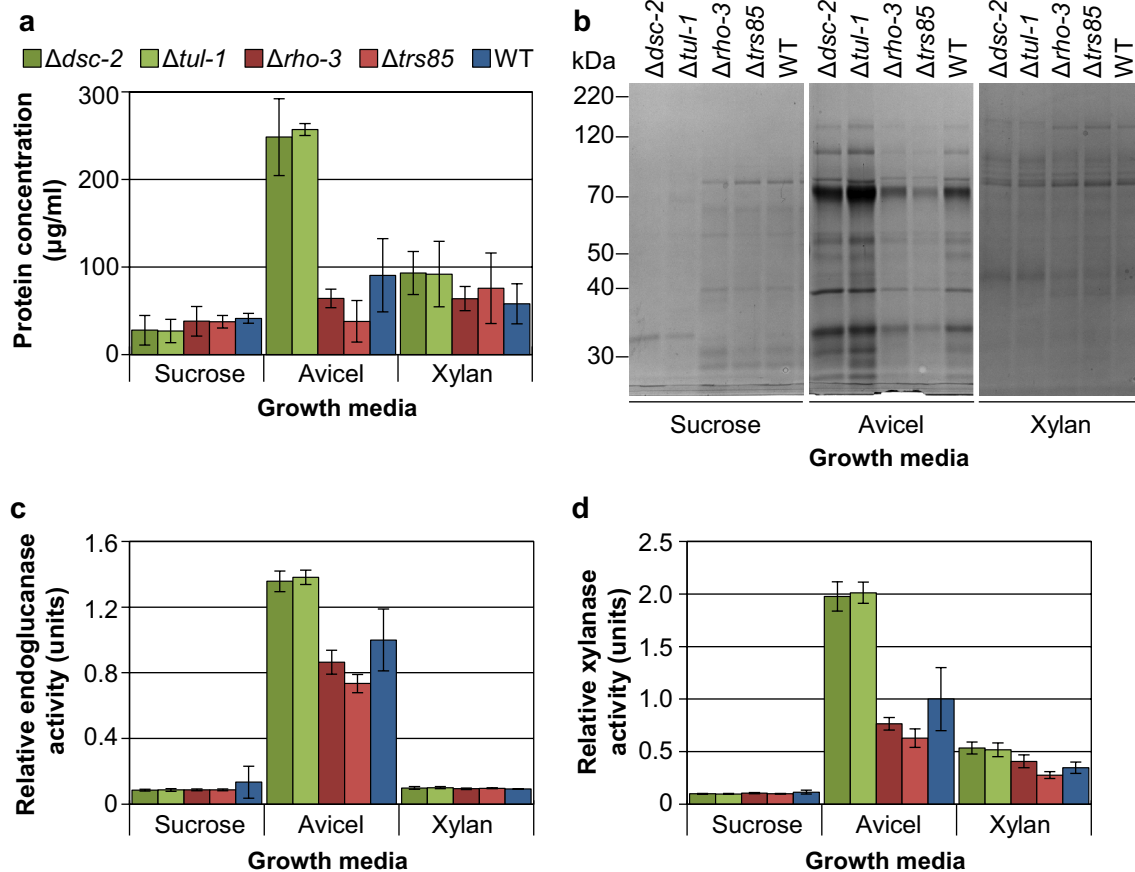 a
Δdsc-2 Δtul-1 Δrho-3 Δtrs85 WT
Protein concentration
(µg/ml)
300
200
100
0
Sucrose Avicel Xylan
Growth media
b
kDa
Δdsc-2 Δtul-1 Δrho-3 Δtrs85 WT Δdsc-2 Δtul-1 Δrho-3 Δtrs85 WT Δdsc-2 Δtul-1 Δrho-3 Δtrs85 WT
220
120
70
50
40
30
Sucrose Avicel Xylan
Growth media
c
Relative endoglucanase
activity (units)
1.6
1.2
0.8
0.4
0
Sucrose Avicel Xylan
Growth media
d
Relative xylanase
activity (units)
2.5
2.0
1.5
1.0
0.5
0
Sucrose Avicel Xylan
Growth media